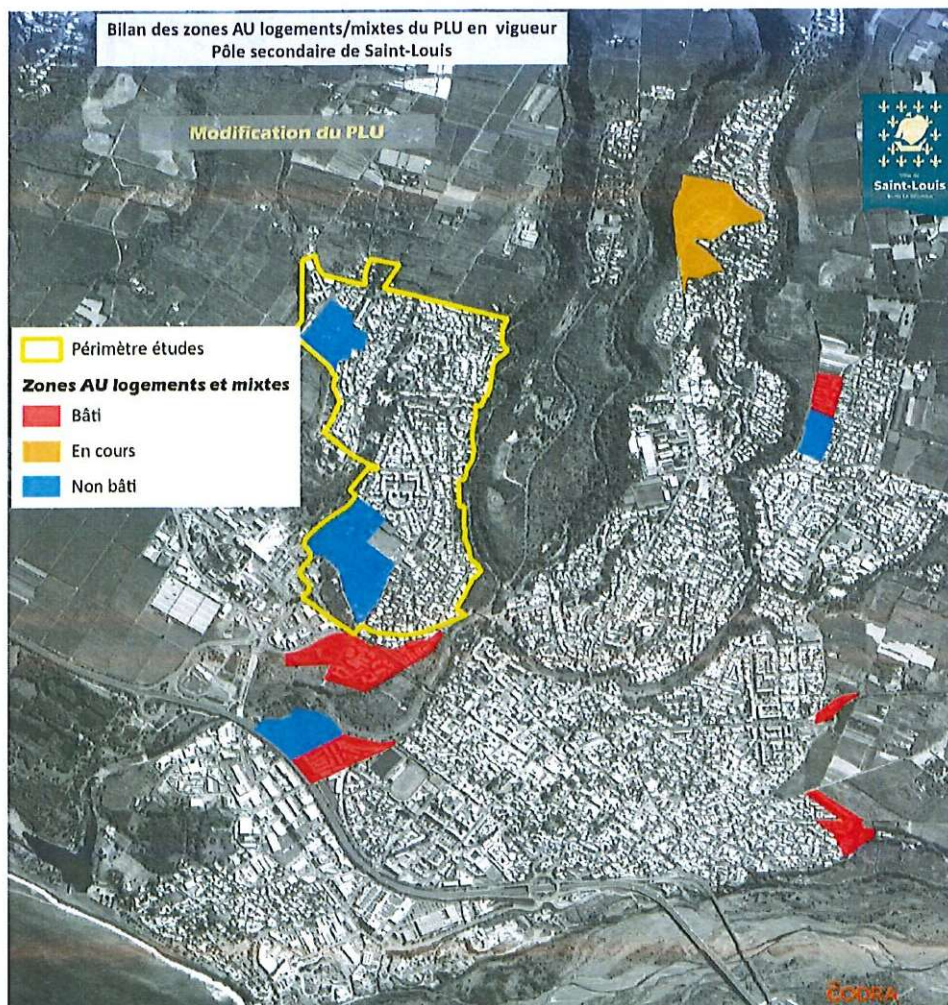 Bilan des zones AU logements/mixtes du PLU en vigueur
Pôle secondaire de Saint-Louis
Modification du PLU
Saint-Louis
Périmètre études
Zones AU logements et mixtes
Bâti
En cours
Non bâti